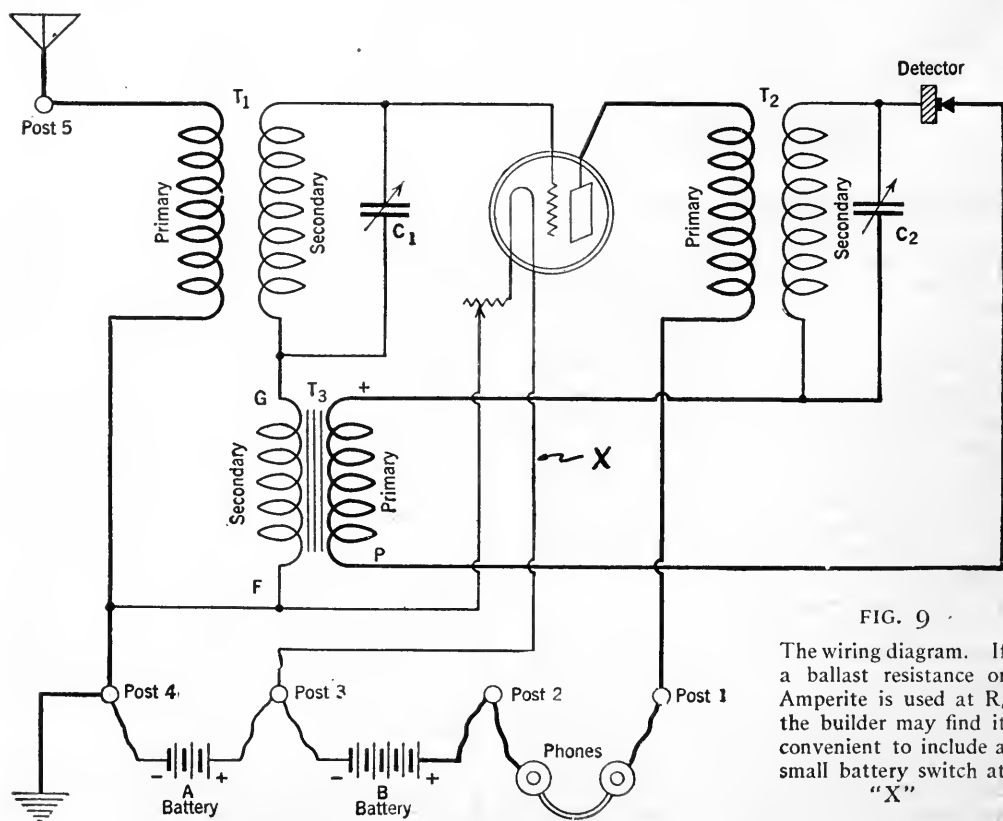 Detector
T1
T2
Post 5
Primary
Secondary
C1
Primary
Secondary
C2
G
T3
+
X
Secondary
Primary
F
P
FIG. 9
The wiring diagram. If
a ballast resistance or
Amperite is used at R,
the builder may find it
convenient to include a
small battery switch at
"X"
Post 4
Post 3
Post 2
Post 1
Phones
- +
A
Battery
- +
B
Battery